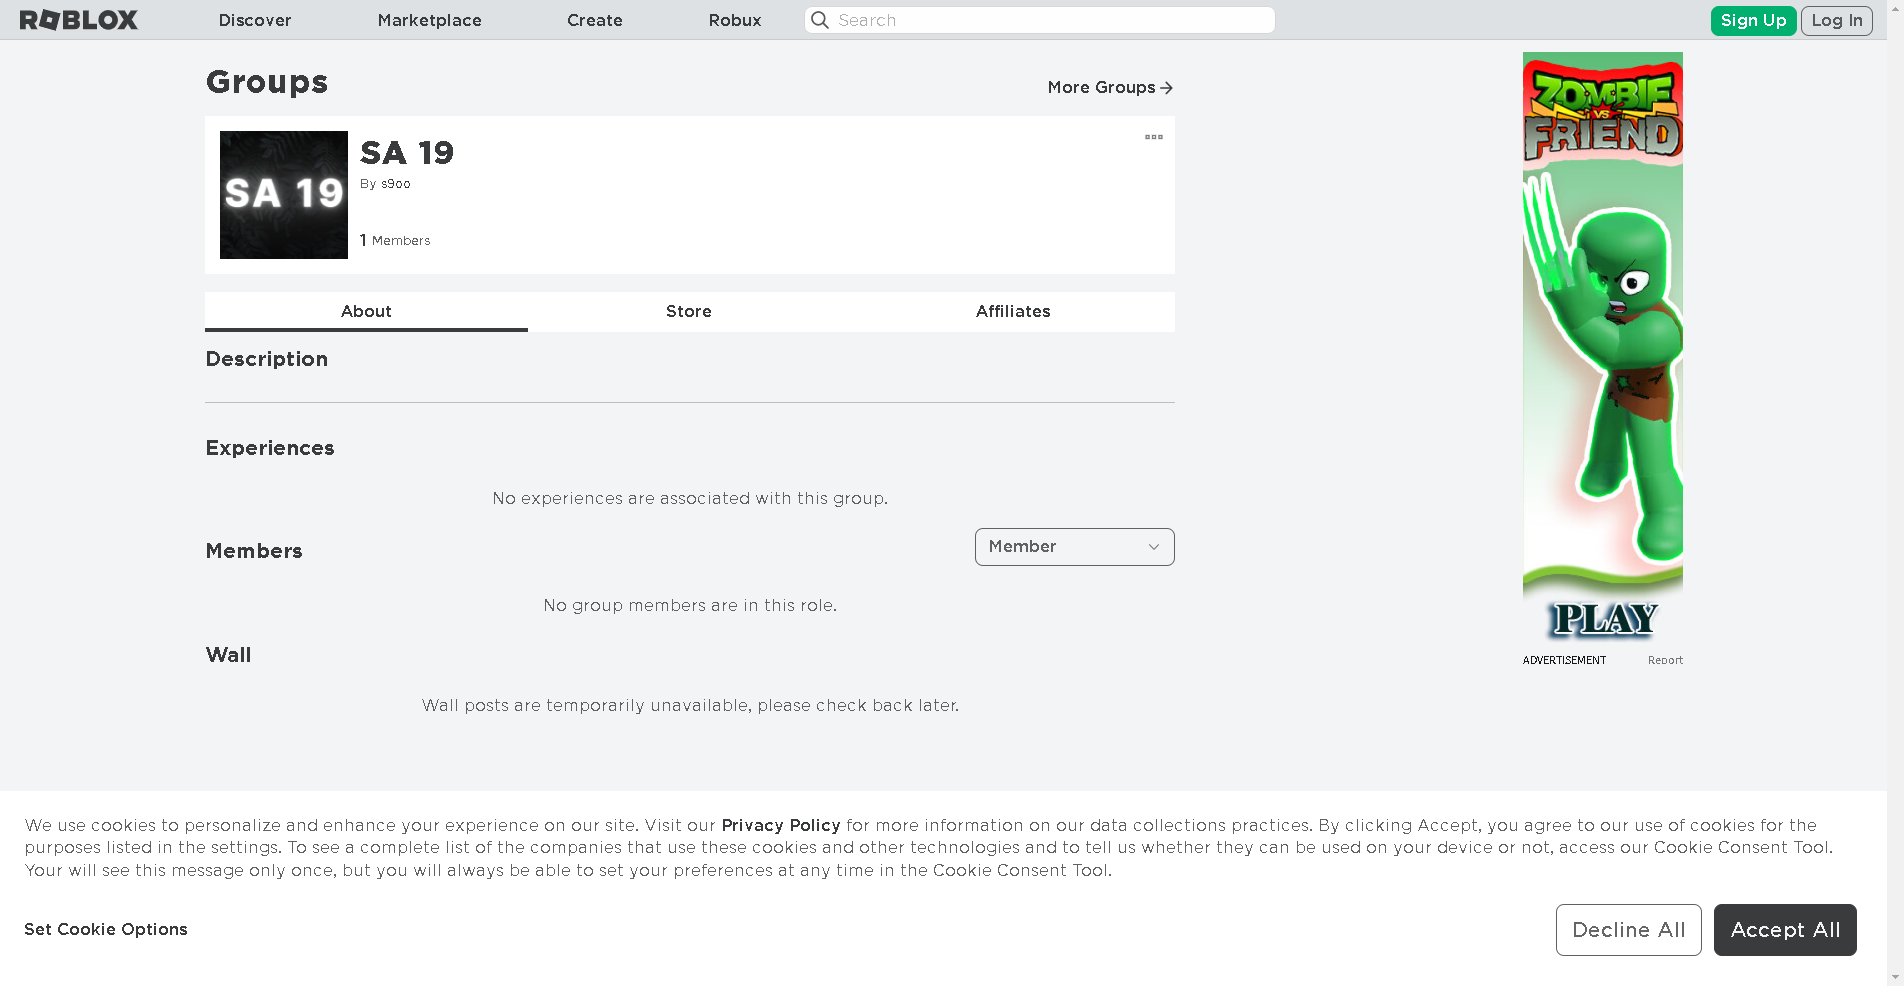 ROBLOX
Discover
Marketplace
Create
Robux
Search
Sign Up
Log In
Groups
More Groups
SA 19
SA 19
By s9oo
1 Members
About
Store
Affiliates
Description
Experiences
No experiences are associated with this group.
Members
Member
No group members are in this role.
Wall
Wall posts are temporarily unavailable, please check back later.
ZOMBIE
VS
FRIEND
PLAY
ADVERTISEMENT
Report
We use cookies to personalize and enhance your experience on our site. Visit our Privacy Policy for more information on our data collections practices. By clicking Accept, you agree to our use of cookies for the
purposes listed in the settings. To see a complete list of the companies that use these cookies and other technologies and to tell us whether they can be used on your device or not, access our Cookie Consent Tool.
Your will see this message only once, but you will always be able to set your preferences at any time in the Cookie Consent Tool.
Set Cookie Options
Decline All
Accept All